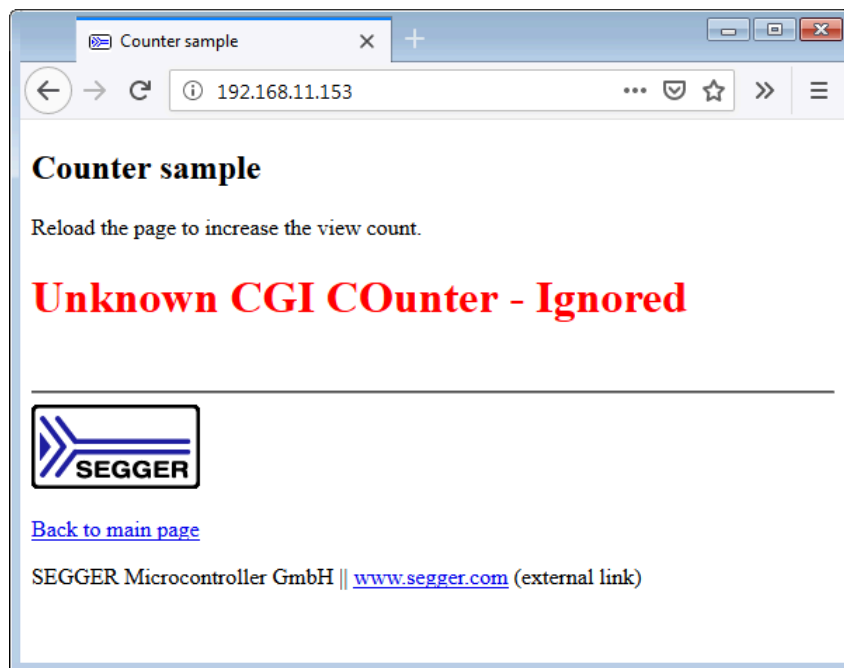 Counter sample
192.168.11.153
Counter sample
Reload the page to increase the view count.
Unknown CGI COunter - Ignored
SEGGER
Back to main page
SEGGER Microcontroller GmbH || www.segger.com (external link)